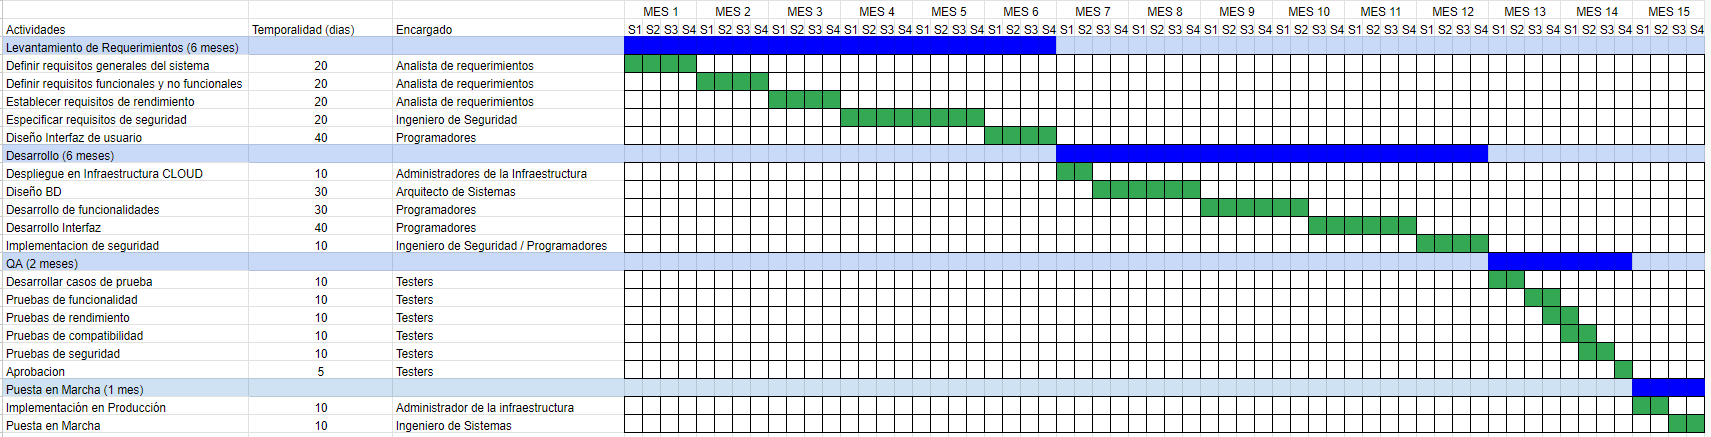 MES 1 MES 2 MES 3 MES 4 MES 5 MES 6 MES 7 MES 8 MES 9 MES 10 MES 11 MES 12 MES 13 MES 14 MES 15
Actividades Temporalidad (dias) Encargado S1 S2 S3 S4 S1 S2 S3 S4 S1 S2 S3 S4 S1 S2 S3 S4 S1 S2 S3 S4 S1 S2 S3 S4 S1 S2 S3 S4 S1 S2 S3 S4 S1 S2 S3 S4 S1 S2 S3 S4 S1 S2 S3 S4 S1 S2 S3 S4 S1 S2 S3 S4 S1 S2 S3 S4 S1 S2 S3 S4
Levantamiento de Requerimientos (6 meses)
Definir requisitos generales del sistema 20 Analista de requerimientos
Definir requisitos funcionales y no funcionales 20 Analista de requerimientos
Establecer requisitos de rendimiento 20 Analista de requerimientos
Especificar requisitos de seguridad 20 Ingeniero de Seguridad
Diseño Interfaz de usuario 40 Programadores
Desarrollo (6 meses)
Despliegue en Infraestructura CLOUD 10 Administradores de la Infraestructura
Diseño BD 30 Arquitecto de Sistemas
Desarrollo de funcionalidades 30 Programadores
Desarrollo Interfaz 40 Programadores
Implementacion de seguridad 10 Ingeniero de Seguridad / Programadores
QA (2 meses)
Desarrollar casos de prueba 10 Testers
Pruebas de funcionalidad 10 Testers
Pruebas de rendimiento 10 Testers
Pruebas de compatibilidad 10 Testers
Pruebas de seguridad 10 Testers
Aprobacion 5 Testers
Puesta en Marcha (1 mes)
Implementación en Producción 10 Administrador de la infraestructura
Puesta en Marcha 10 Ingeniero de Sistemas